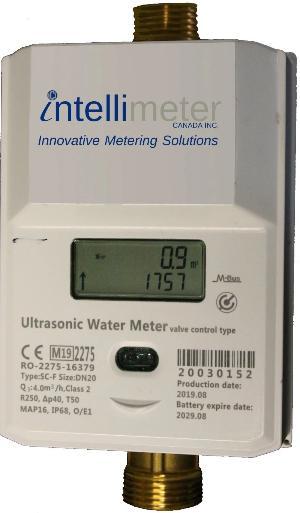 intellimeter
CANADA INC.
Innovative Metering Solutions
0.9 m³
↑ 1757
M-Bus
Ultrasonic Water Meter valve control type
CE M19 2275
RO-2275-16379
Type:SC-F Size:DN20
Q₃:4.0m³/h, Class 2
R250, Δp40, T50
MAP16, IP68, O/E1
20030152
Production date:
2019.08
Battery expire date:
2029.08